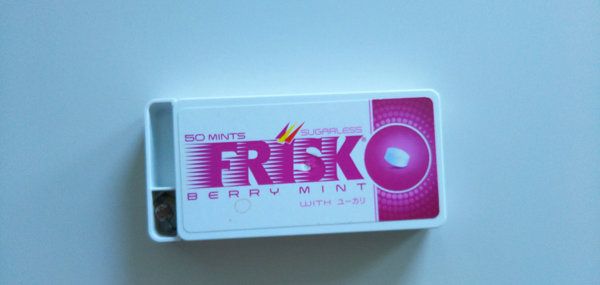 50 MINTS
SUGARLESS
FRISK®
BERRY MINT
WITH ユーカリ